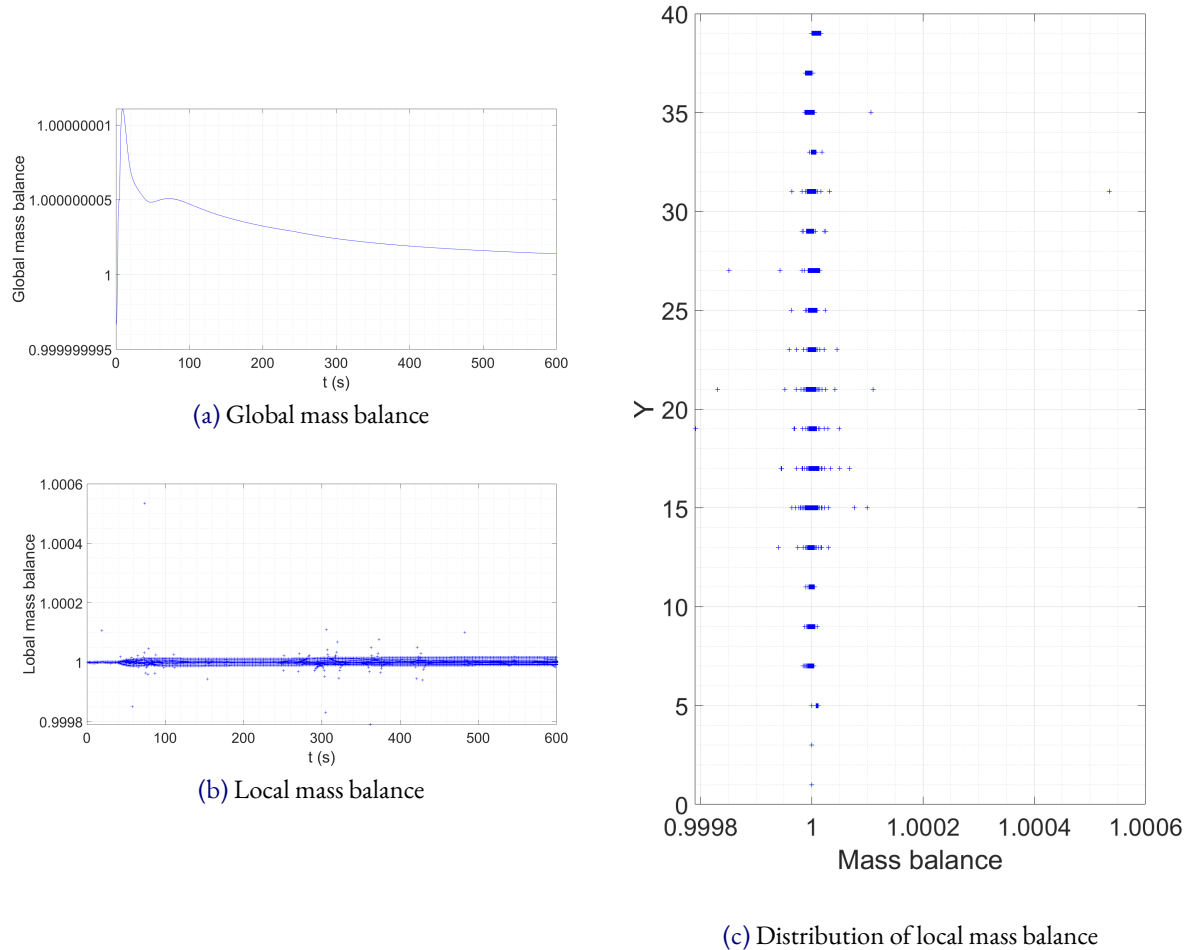 1.00000001
1.000000005
1
0.999999995
Global mass balance
0 100 200 300 400 500 600
t (s)
(a) Global mass balance
1.0006
1.0004
1.0002
1
0.9998
Lobal mass balance
0 100 200 300 400 500 600
t (s)
(b) Local mass balance
40
35
30
25
20
15
10
5
0
Y
0.9998 1 1.0002 1.0004 1.0006
Mass balance
(c) Distribution of local mass balance